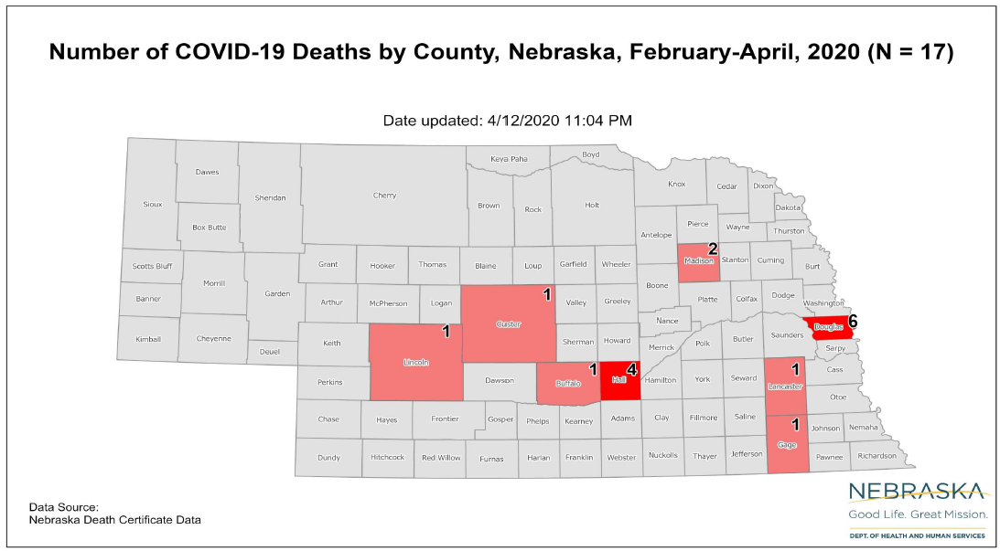 Number of COVID-19 Deaths by County, Nebraska, February-April, 2020 (N = 17)
Date updated: 4/12/2020 11:04 PM
Sioux
Dawes
Box Butte
Sheridan
Cherry
Keya Paha
Boyd
Brown
Rock
Holt
Knox
Cedar
Dixon
Dakota
Antelope
Pierce
Wayne
Thurston
Scotts Bluff
Morrill
Garden
Grant
Hooker
Thomas
Blaine
Loup
Garfield
Wheeler
Boone
2
Madison
Stanton
Cuming
Burt
Banner
Arthur
McPherson
Logan
1
Custer
Valley
Greeley
Platte
Colfax
Dodge
Washington
Kimball
Cheyenne
Deuel
Keith
1
Lincoln
Sherman
Howard
Nance
Merrick
Polk
Butler
Saunders
6
Douglas
Sarpy
Perkins
Dawson
1
Buffalo
4
Hall
Hamilton
York
Seward
1
Lancaster
Cass
Otoe
Chase
Hayes
Frontier
Gosper
Phelps
Kearney
Adams
Clay
Fillmore
Saline
1
Gage
Johnson
Nemaha
Dundy
Hitchcock
Red Willow
Furnas
Harlan
Franklin
Webster
Nuckolls
Thayer
Jefferson
Pawnee
Richardson
Data Source:
Nebraska Death Certificate Data
NEBRASKA
Good Life. Great Mission.
DEPT. OF HEALTH AND HUMAN SERVICES